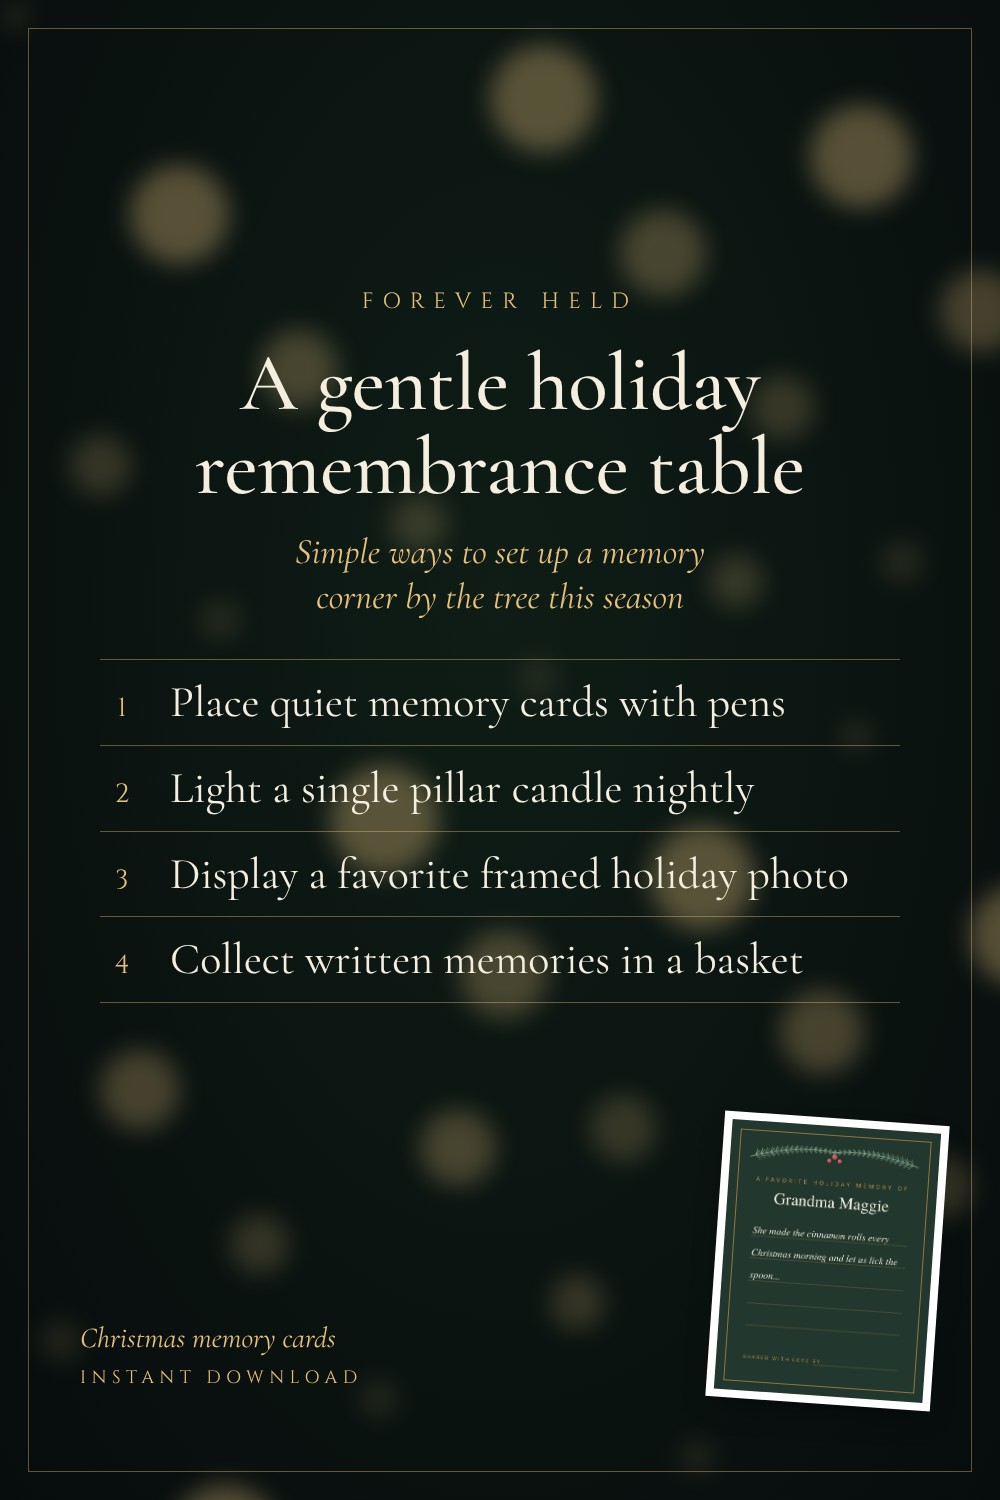 FOREVER HELD
A gentle holiday
remembrance table
Simple ways to set up a memory
corner by the tree this season
1 Place quiet memory cards with pens
2 Light a single pillar candle nightly
3 Display a favorite framed holiday photo
4 Collect written memories in a basket
A FAVORITE HOLIDAY MEMORY OF
Grandma Maggie
She made the cinnamon rolls every
Christmas morning and let us lick the
spoon...
SHARED WITH LOVE BY
Christmas memory cards
INSTANT DOWNLOAD